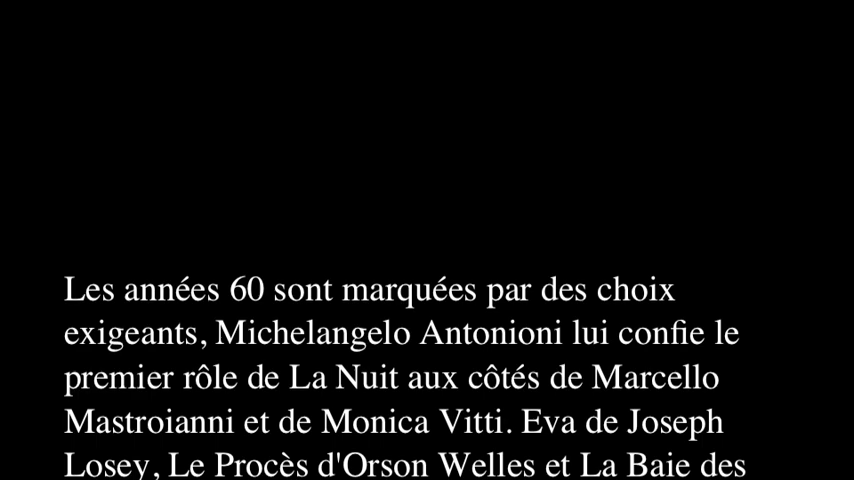 Les années 60 sont marquées par des choix
exigeants, Michelangelo Antonioni lui confie le
premier rôle de La Nuit aux côtés de Marcello
Mastroianni et de Monica Vitti. Eva de Joseph
Losey, Le Procès d'Orson Welles et La Baie des